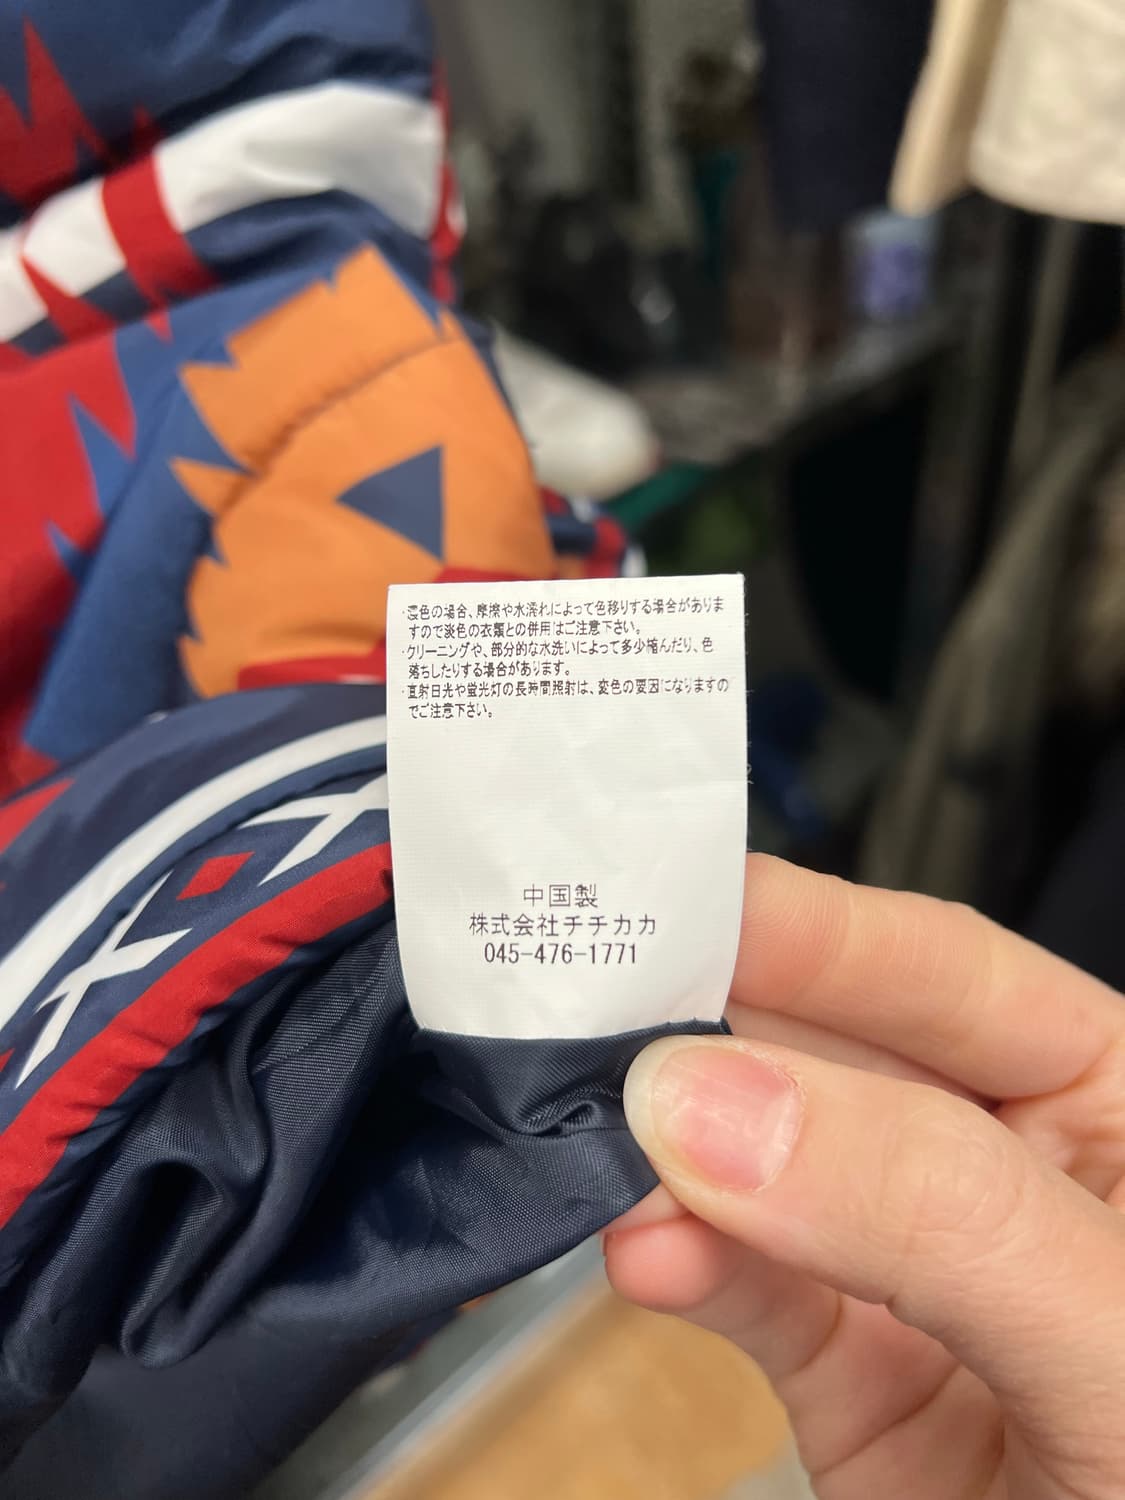 ・濃色の場合、摩擦や水濡れによって色移りする場合がありま
すので淡色の衣類との併用はご注意下さい。
・クリーニングや、部分的な水洗いによって多少縮んだり、色
落ちしたりする場合があります。
・直射日光や蛍光灯の長時間照射は、変色の要因になりますの
でご注意下さい。
中国製
株式会社チチカカ
045-476-1771